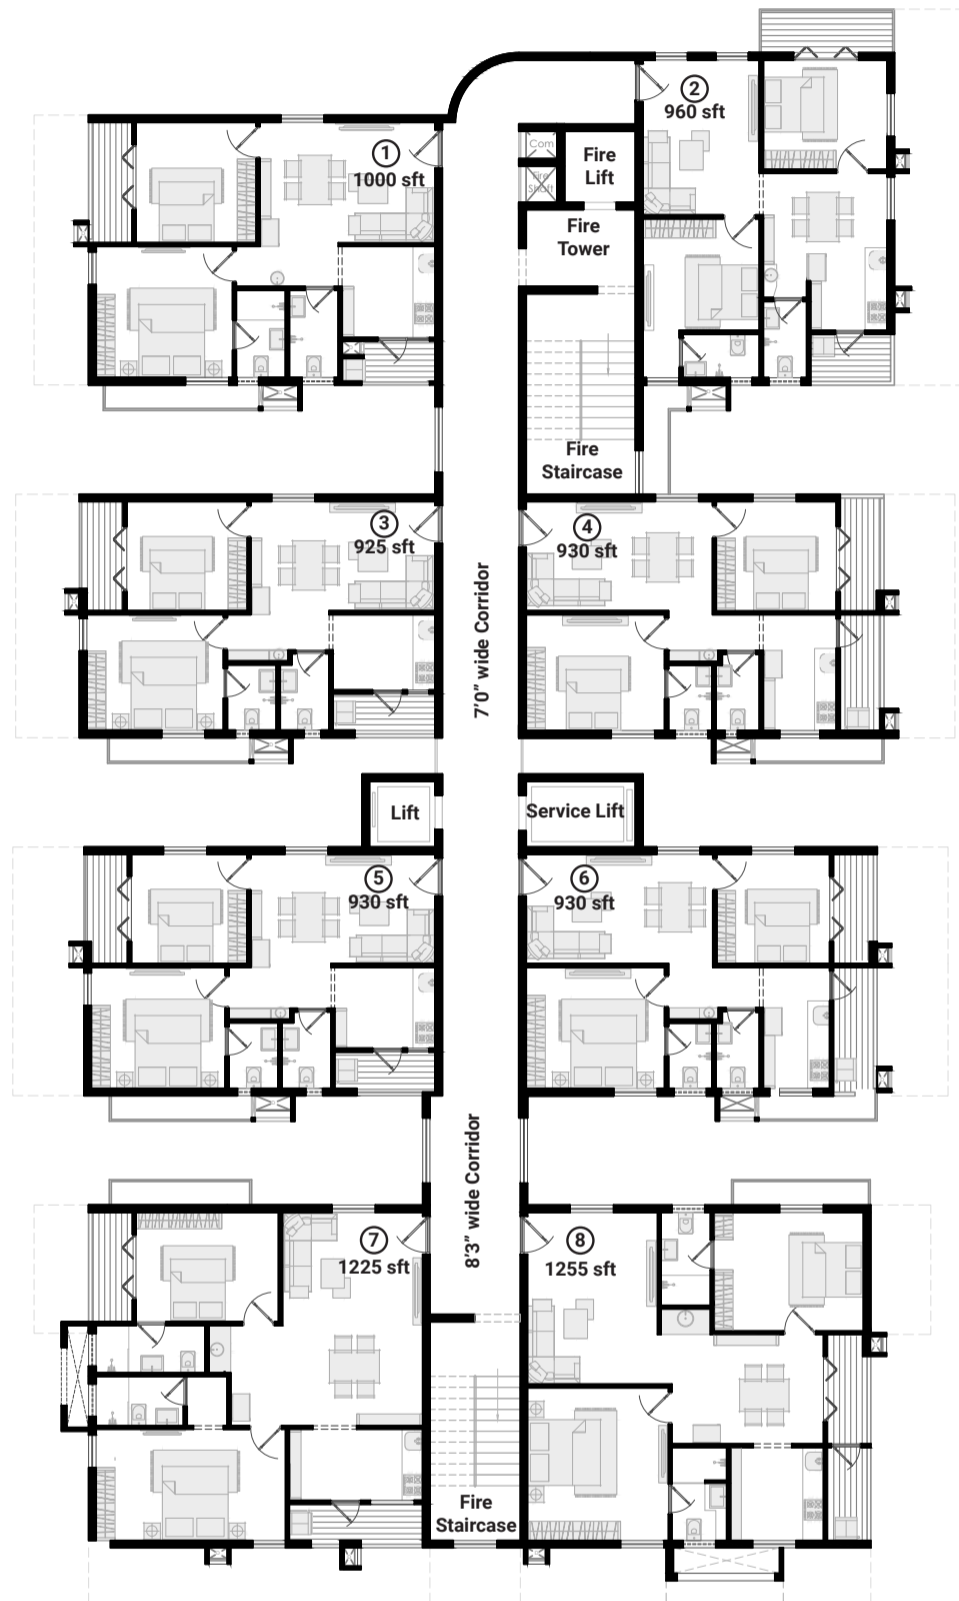 2
960 sft
1
1000 sft
Com
Fire
Shaft
Fire
Lift
Fire
Tower
Fire
Staircase
3
925 sft
4
930 sft
7'0" wide Corridor
Lift
Service Lift
5
930 sft
6
930 sft
8'3" wide Corridor
7
1225 sft
8
1255 sft
Fire
Staircase